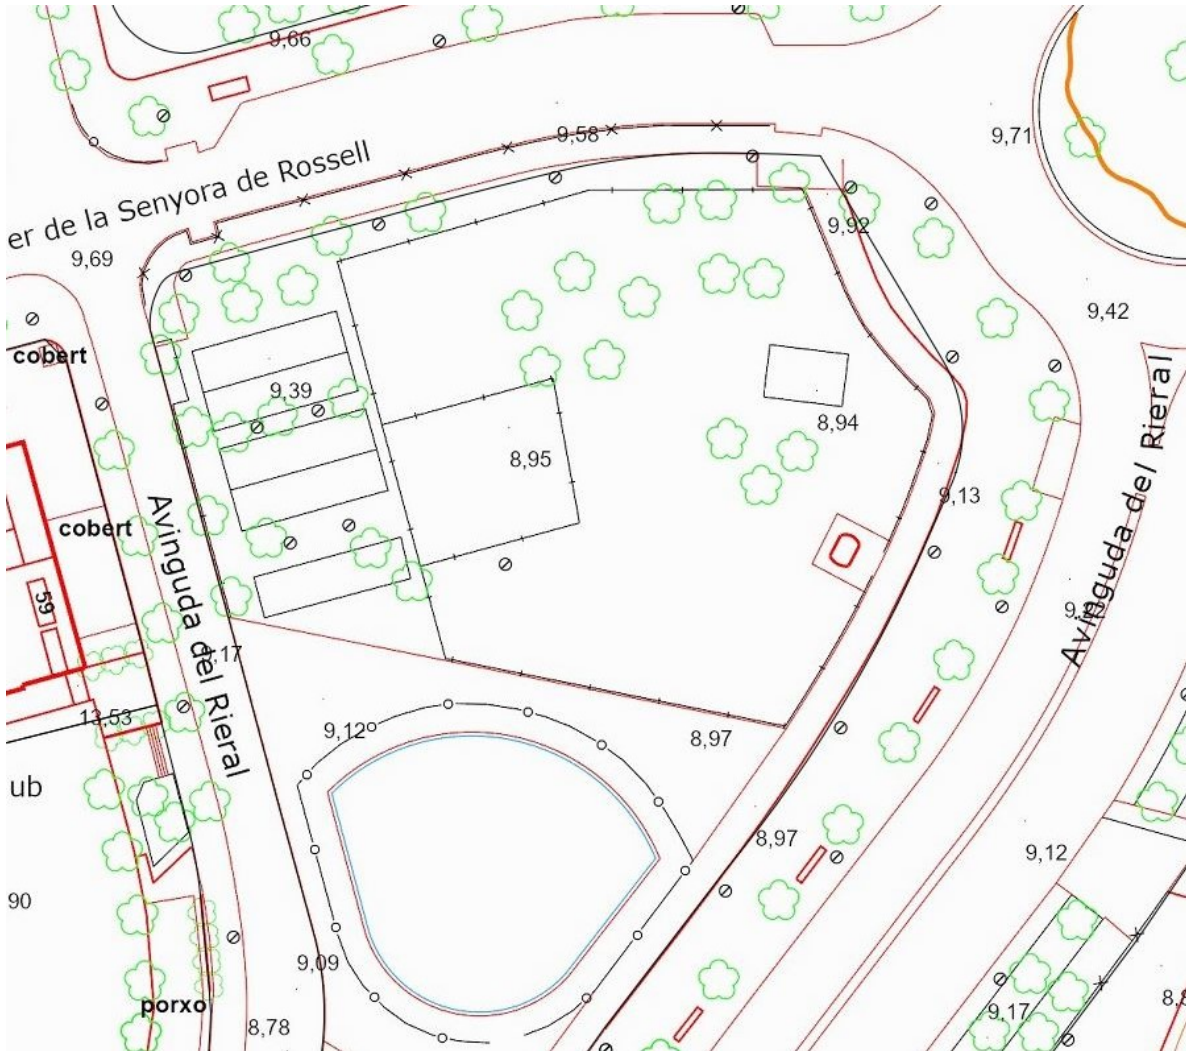 9,66
9,58
9,71
er de la Senyora de Rossell
9,69
9,92
9,42
cobert
9,39
8,94
8,95
9,13
cobert
Avinguda del Rieral
Avinguda del Rieral
59
13,53
9,12
8,97
ub
8,97
9,12
90
9,09
porxo
8,78
9,17